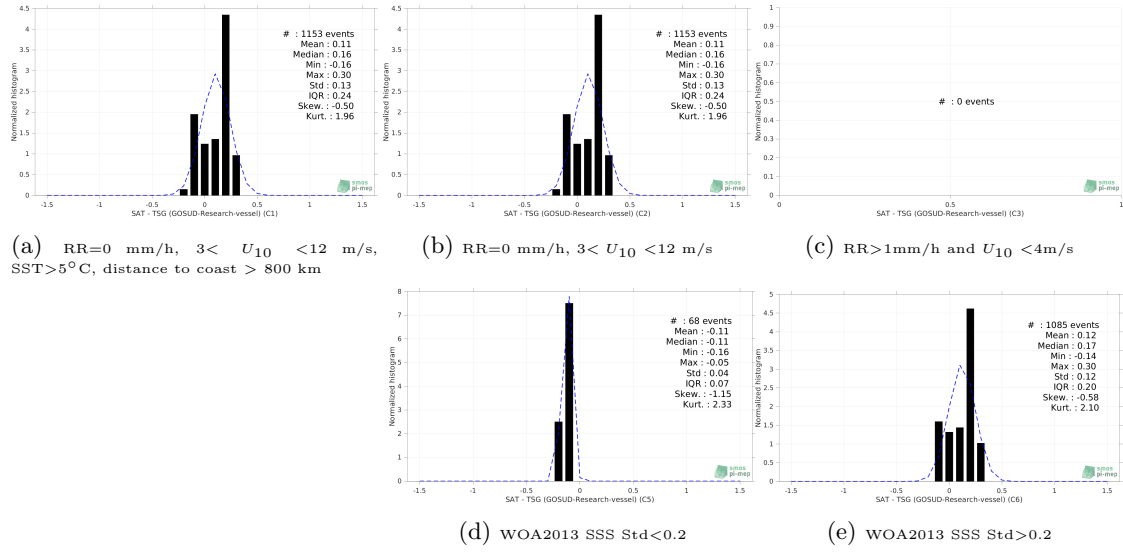 4.5
4
3.5
3
2.5
2
1.5
1
0.5
0
-1.5 -1 -0.5 0 0.5 1 1.5
Normalized histogram
# : 1153 events
Mean : 0.11
Median : 0.16
Min : -0.16
Max : 0.30
Std : 0.13
IQR : 0.24
Skew. : -0.50
Kurt. : 1.96
smos
pi-mep
SAT - TSG (GOSUD-Research-vessel) (C1)
(a) RR=0 mm/h, 3< U10 <12 m/s,
SST>5°C, distance to coast > 800 km
4.5
4
3.5
3
2.5
2
1.5
1
0.5
0
-1.5 -1 -0.5 0 0.5 1 1.5
Normalized histogram
# : 1153 events
Mean : 0.11
Median : 0.16
Min : -0.16
Max : 0.30
Std : 0.13
IQR : 0.24
Skew. : -0.50
Kurt. : 1.96
smos
pi-mep
SAT - TSG (GOSUD-Research-vessel) (C2)
(b) RR=0 mm/h, 3< U10 <12 m/s
1
0.9
0.8
0.7
0.6
0.5
0.4
0.3
0.2
0.1
0
0 0.5 1
Normalized histogram
# : 0 events
smos
pi-mep
SAT - TSG (GOSUD-Research-vessel) (C3)
(c) RR>1mm/h and U10 <4m/s
8
7
6
5
4
3
2
1
0
-1.5 -1 -0.5 0 0.5 1 1.5
Normalized histogram
# : 68 events
Mean : -0.11
Median : -0.11
Min : -0.16
Max : -0.05
Std : 0.04
IQR : 0.07
Skew. : -1.15
Kurt. : 2.33
smos
pi-mep
SAT - TSG (GOSUD-Research-vessel) (C5)
(d) WOA2013 SSS Std<0.2
5
4.5
4
3.5
3
2.5
2
1.5
1
0.5
0
-1.5 -1 -0.5 0 0.5 1 1.5
Normalized histogram
# : 1085 events
Mean : 0.12
Median : 0.17
Min : -0.14
Max : 0.30
Std : 0.12
IQR : 0.20
Skew. : -0.58
Kurt. : 2.10
smos
pi-mep
SAT - TSG (GOSUD-Research-vessel) (C6)
(e) WOA2013 SSS Std>0.2